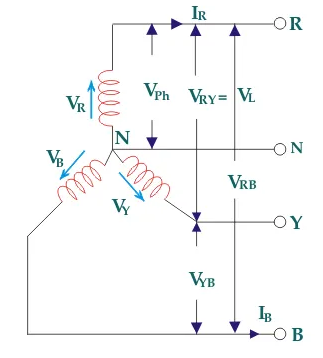 I_R R
V_Ph V_RY = V_L
V_R
N N
V_B
V_RB
V_Y
Y
V_YB
I_B
B